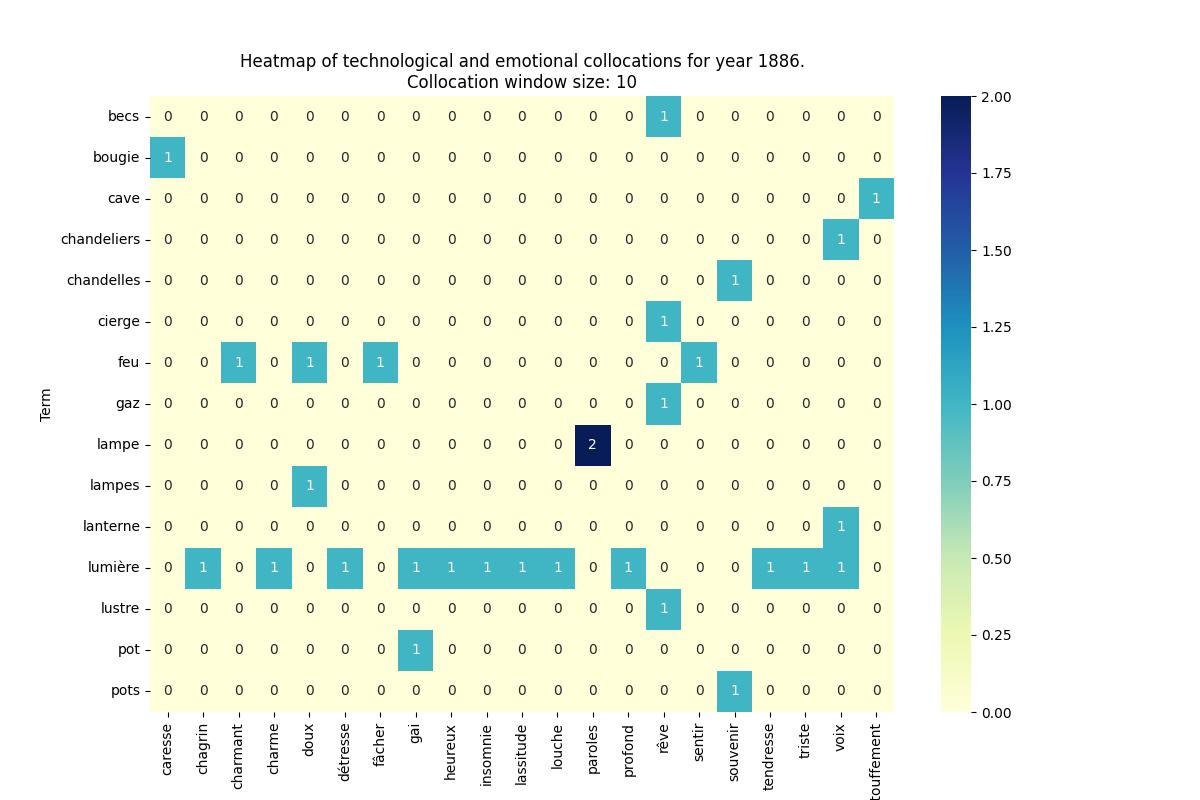 Heatmap of technological and emotional collocations for year 1886.
Collocation window size: 10
becs 0 0 0 0 0 0 0 0 0 0 0 0 0 0 1 0 0 0 0 0 0
bougie 1 0 0 0 0 0 0 0 0 0 0 0 0 0 0 0 0 0 0 0 0
cave 0 0 0 0 0 0 0 0 0 0 0 0 0 0 0 0 0 0 0 0 1
chandeliers 0 0 0 0 0 0 0 0 0 0 0 0 0 0 0 0 0 0 0 1 0
chandelles 0 0 0 0 0 0 0 0 0 0 0 0 0 0 0 0 1 0 0 0 0
cierge 0 0 0 0 0 0 0 0 0 0 0 0 0 0 1 0 0 0 0 0 0
feu 0 0 1 0 1 0 1 0 0 0 0 0 0 0 0 1 0 0 0 0 0
gaz 0 0 0 0 0 0 0 0 0 0 0 0 0 0 1 0 0 0 0 0 0
lampe 0 0 0 0 0 0 0 0 0 0 0 0 2 0 0 0 0 0 0 0 0
lampes 0 0 0 0 1 0 0 0 0 0 0 0 0 0 0 0 0 0 0 0 0
lanterne 0 0 0 0 0 0 0 0 0 0 0 0 0 0 0 0 0 0 0 1 0
lumière 0 1 0 1 0 1 0 1 1 1 1 1 0 1 0 0 0 1 1 1 0
lustre 0 0 0 0 0 0 0 0 0 0 0 0 0 0 1 0 0 0 0 0 0
pot 0 0 0 0 0 0 0 1 0 0 0 0 0 0 0 0 0 0 0 0 0
pots 0 0 0 0 0 0 0 0 0 0 0 0 0 0 0 0 1 0 0 0 0
Term
caresse
chagrin
charmant
charme
doux
détresse
fâcher
gai
heureux
insomnie
lassitude
louche
paroles
profond
rêve
sentir
souvenir
tendresse
triste
voix
touffement
2.00
1.75
1.50
1.25
1.00
0.75
0.50
0.25
0.00